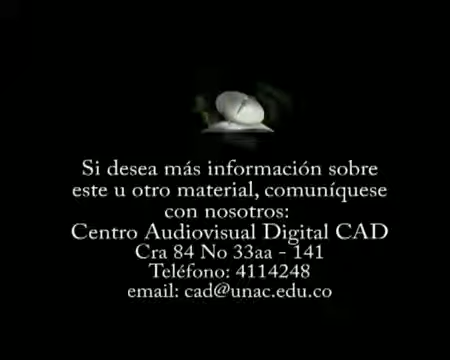 Si desea más información sobre
este u otro material, comuníquese
con nosotros:
Centro Audiovisual Digital CAD
Cra 84 No 33aa - 141
Teléfono: 4114248
email: cad@unac.edu.co